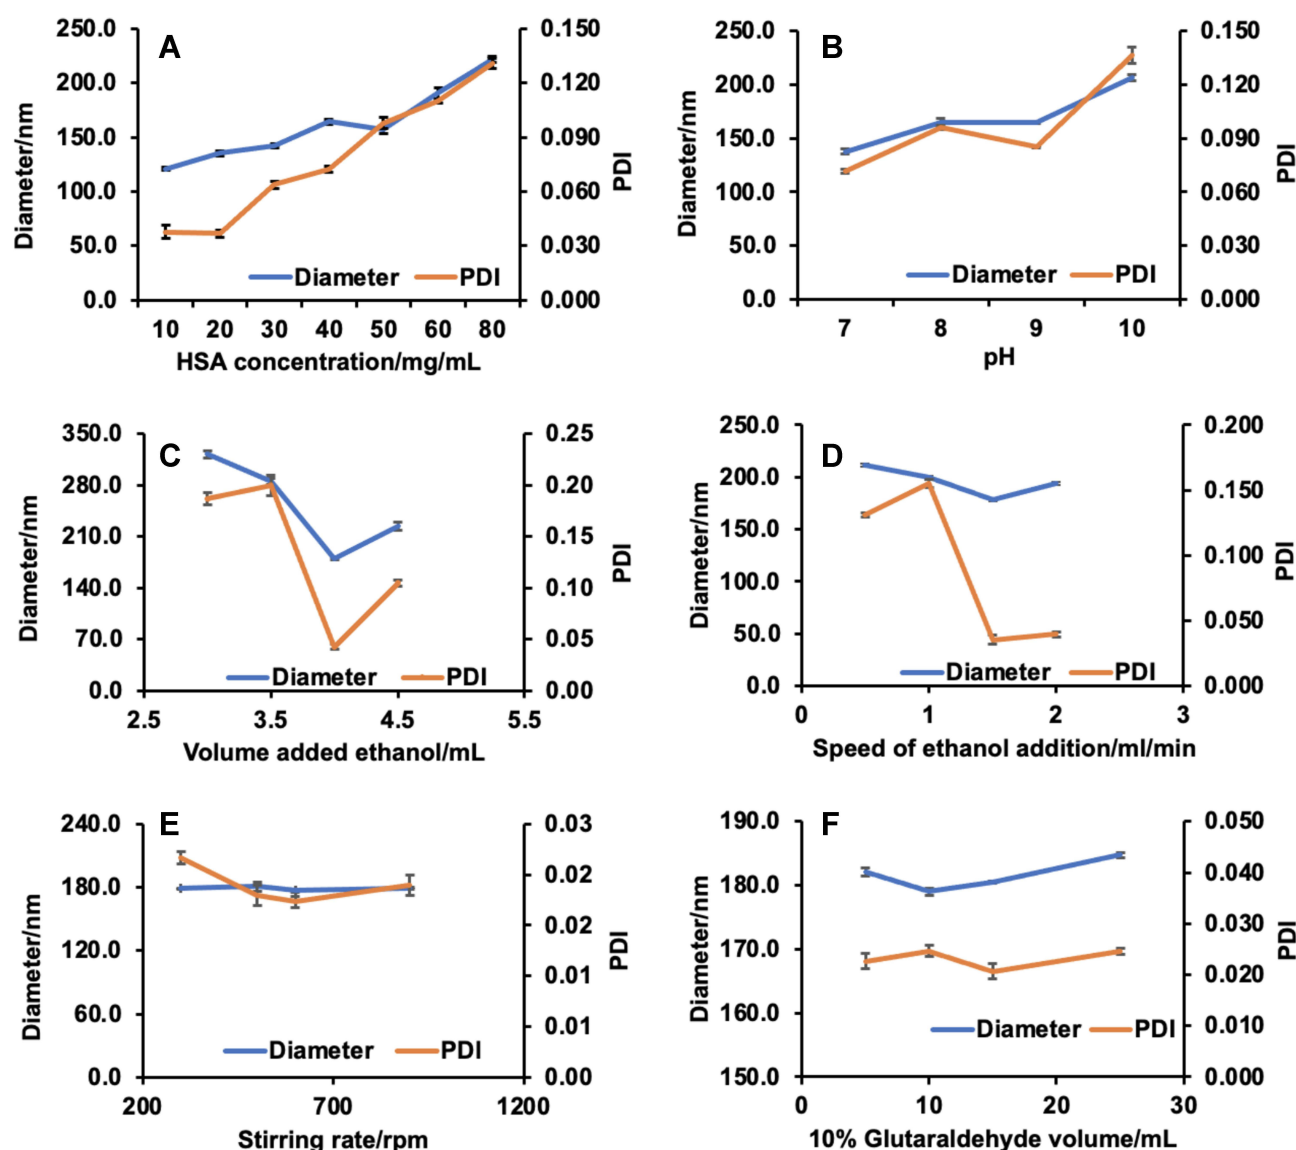 A
250.0
200.0
150.0
100.0
50.0
0.0
Diameter/nm
0.150
0.120
0.090
0.060
0.030
0.000
PDI
Diameter PDI
10 20 30 40 50 60 80
HSA concentration/mg/mL
B
250.0
200.0
150.0
100.0
50.0
0.0
Diameter/nm
0.150
0.120
0.090
0.060
0.030
0.000
PDI
Diameter PDI
7 8 9 10
pH
C
350.0
280.0
210.0
140.0
70.0
0.0
Diameter/nm
0.25
0.20
0.15
0.10
0.05
0.00
PDI
Diameter PDI
2.5 3.5 4.5 5.5
Volume added ethanol/mL
D
250.0
200.0
150.0
100.0
50.0
0.0
Diameter/nm
0.200
0.150
0.100
0.050
0.000
PDI
Diameter PDI
0 1 2 3
Speed of ethanol addition/ml/min
E
240.0
180.0
120.0
60.0
0.0
Diameter/nm
0.03
0.02
0.02
0.01
0.01
0.00
PDI
Diameter PDI
200 700 1200
Stirring rate/rpm
F
190.0
180.0
170.0
160.0
150.0
Diameter/nm
0.050
0.040
0.030
0.020
0.010
0.000
PDI
Diameter PDI
0 10 20 30
10% Glutaraldehyde volume/mL